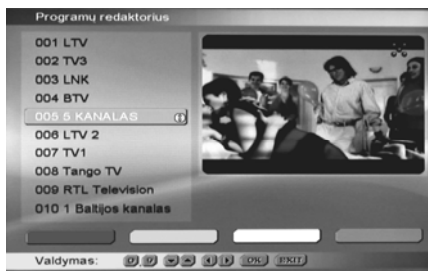 Programų redaktorius
001 LTV
002 TV3
003 LNK
004 BTV
005 5 KANALAS
006 LTV 2
007 TV1
008 Tango TV
009 RTL Television
010 1 Baltijos kanalas
Valdymas: OK EXIT